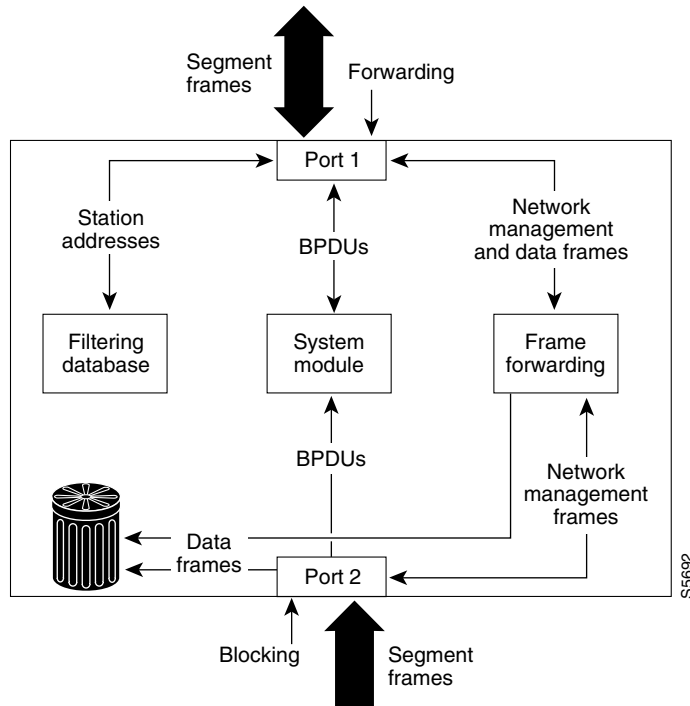 Segment
frames
Forwarding
Port 1
Station
addresses
BPDUs
Network
management
and data frames
Filtering
database
System
module
Frame
forwarding
BPDUs
Network
management
frames
Data
frames
Port 2
Blocking
Segment
frames
S5692